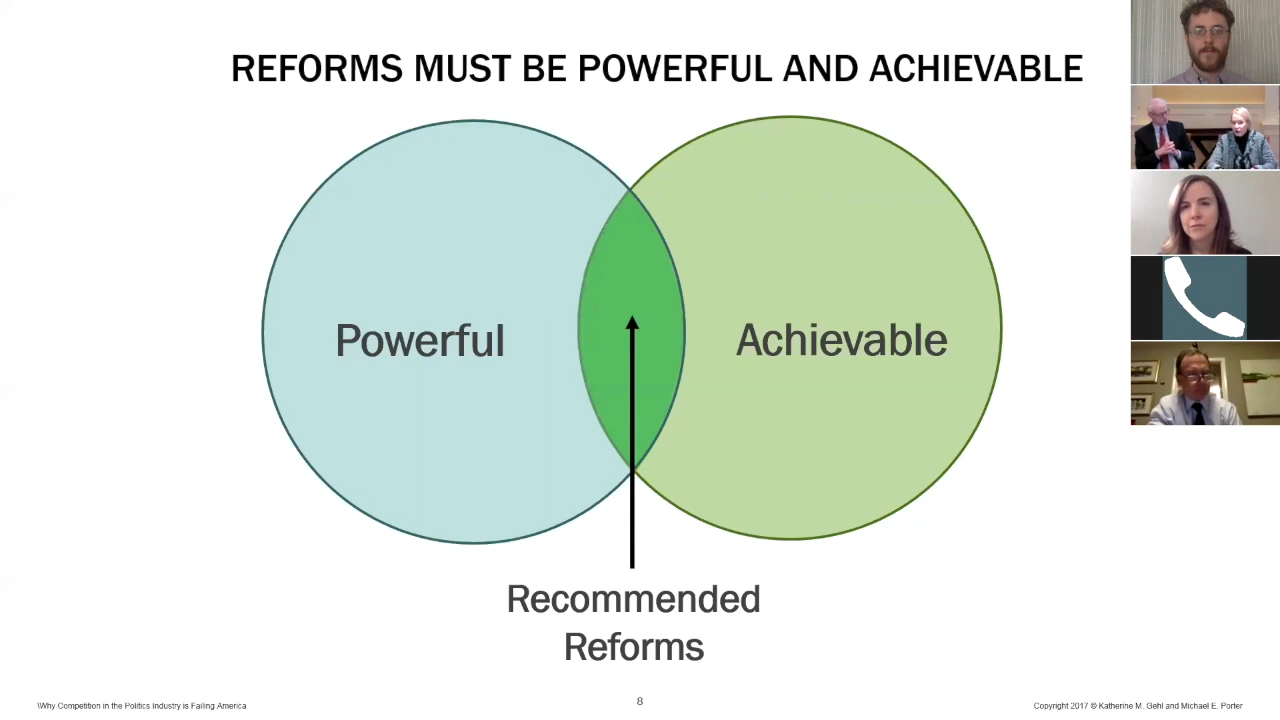 REFORMS MUST BE POWERFUL AND ACHIEVABLE
Powerful
Achievable
Recommended
Reforms
\Why Competition in the Politics Industry is Failing America
8
Copyright 2017 © Katherine M. Gehl and Michael E. Porter